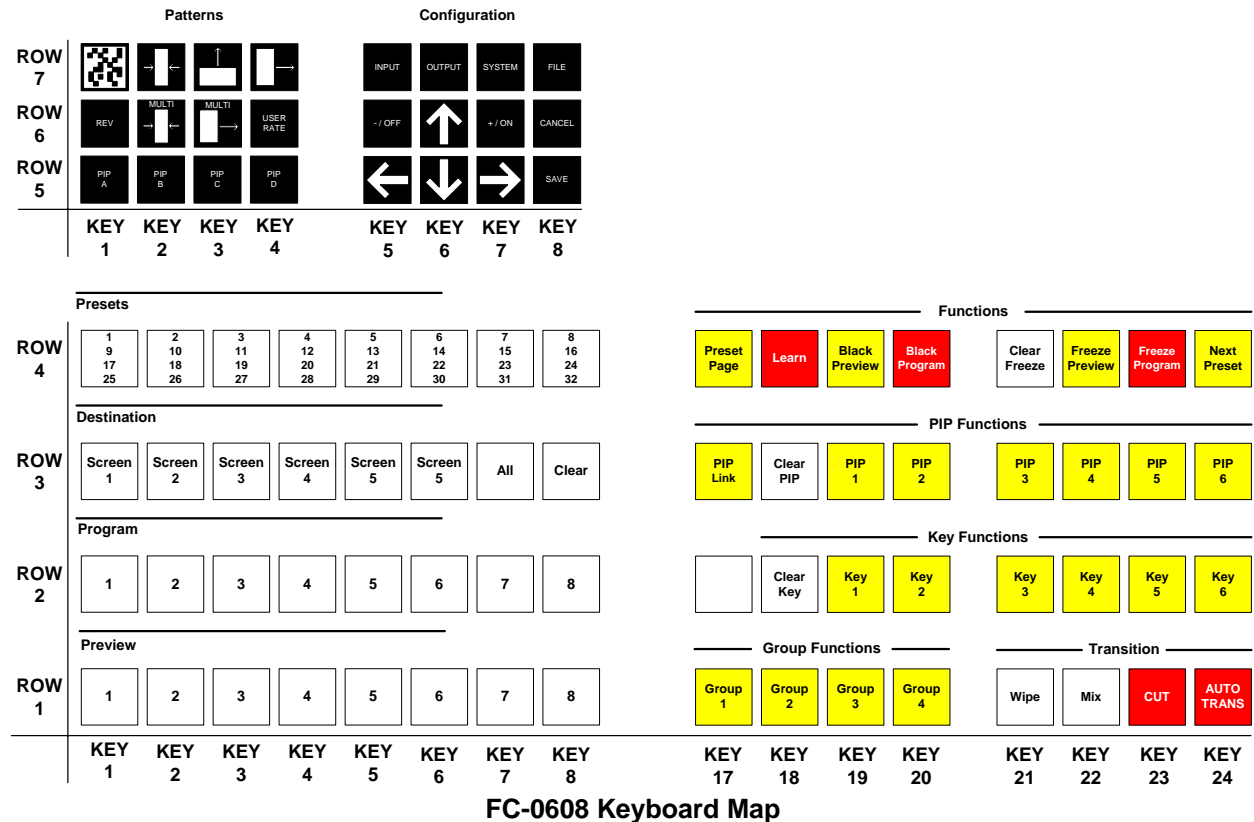 Patterns Configuration
ROW 7 INPUT OUTPUT SYSTEM FILE
ROW 6 REV MULTI MULTI USER RATE - / OFF + / ON CANCEL
ROW 5 PIP A PIP B PIP C PIP D SAVE
KEY 1 KEY 2 KEY 3 KEY 4 KEY 5 KEY 6 KEY 7 KEY 8
Presets Functions
ROW 4
1 2 3 4 5 6 7 8
9 10 11 12 13 14 15 16
17 18 19 20 21 22 23 24
25 26 27 28 29 30 31 32
Preset Page Learn Black Preview Black Program Clear Freeze Freeze Preview Freeze Program Next Preset
Destination PIP Functions
ROW 3 Screen 1 Screen 2 Screen 3 Screen 4 Screen 5 Screen 5 All Clear PIP Link Clear PIP PIP 1 PIP 2 PIP 3 PIP 4 PIP 5 PIP 6
Program Key Functions
ROW 2 1 2 3 4 5 6 7 8 Clear Key Key 1 Key 2 Key 3 Key 4 Key 5 Key 6
Preview Group Functions Transition
ROW 1 1 2 3 4 5 6 7 8 Group 1 Group 2 Group 3 Group 4 Wipe Mix CUT AUTO TRANS
KEY 1 KEY 2 KEY 3 KEY 4 KEY 5 KEY 6 KEY 7 KEY 8 KEY 17 KEY 18 KEY 19 KEY 20 KEY 21 KEY 22 KEY 23 KEY 24
FC-0608 Keyboard Map